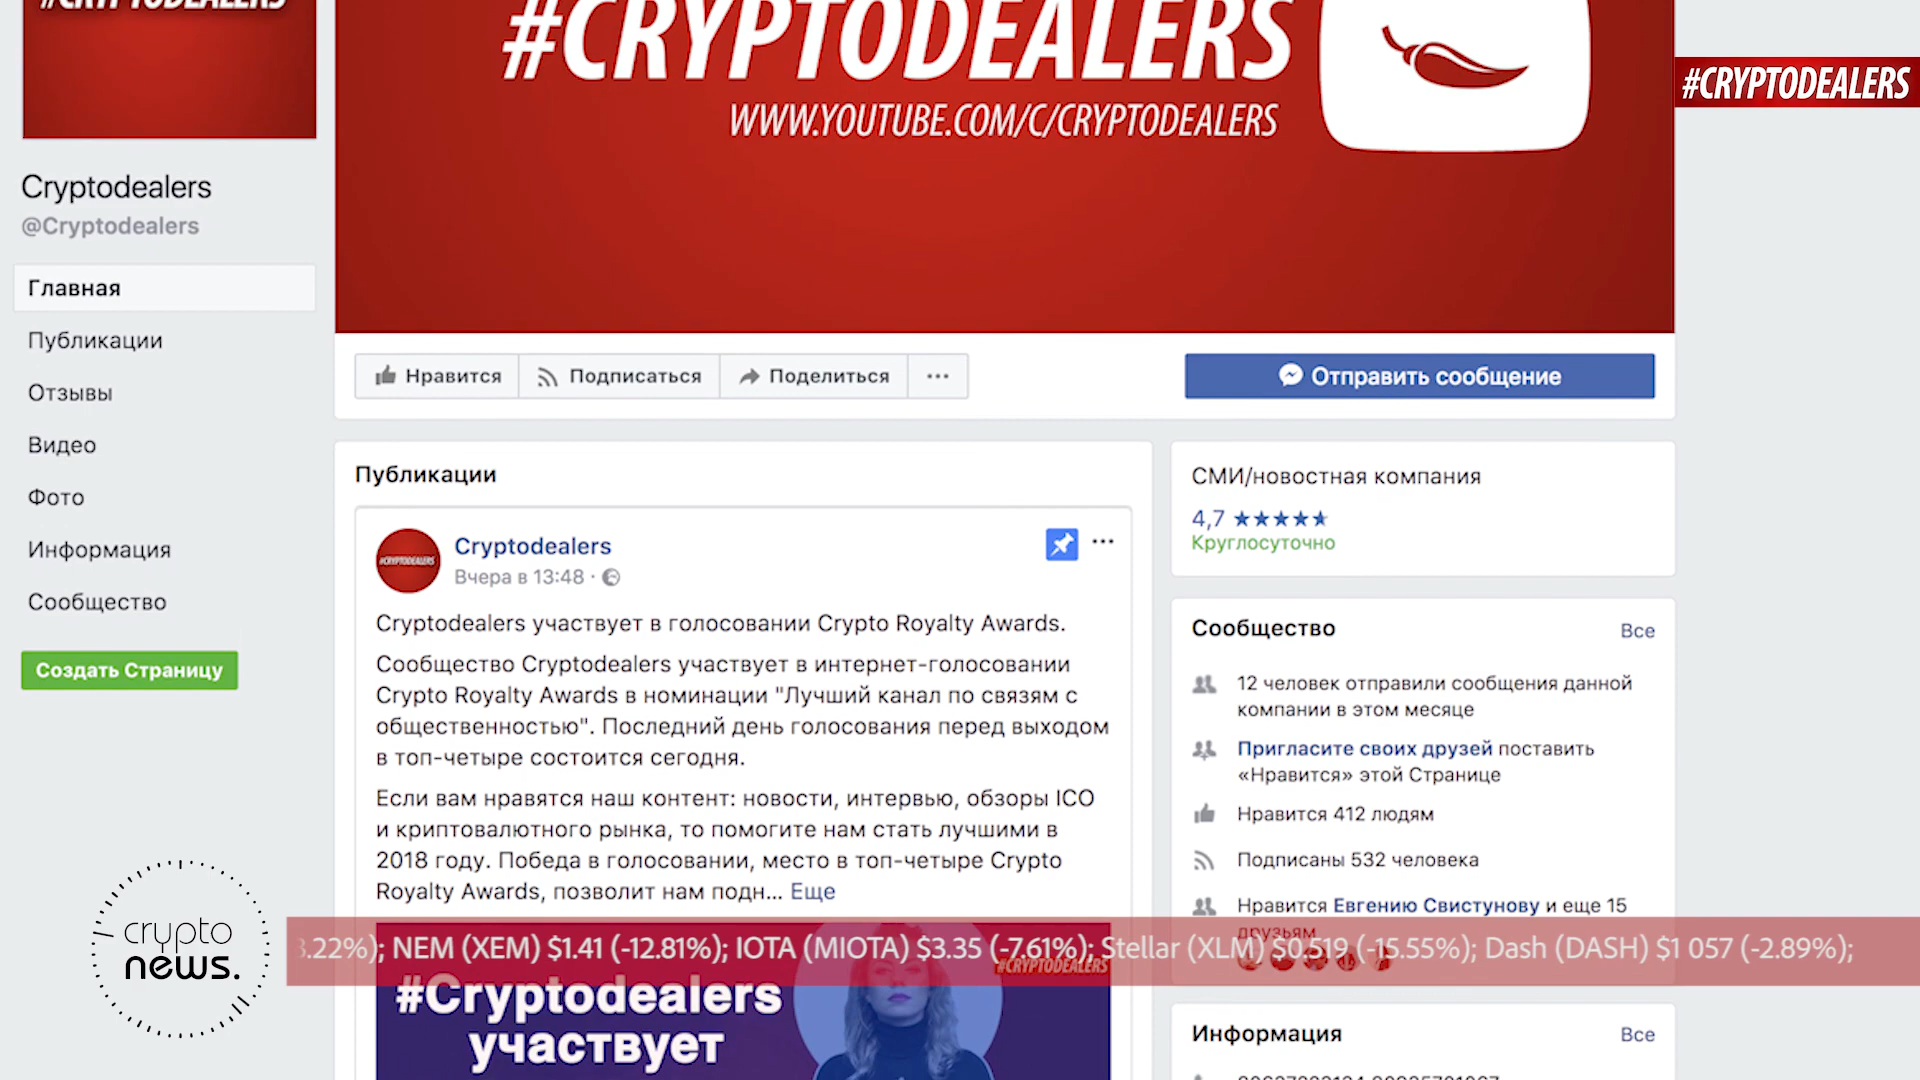 #CRYPTODEALERS
#CRYPTODEALERS
WWW.YOUTUBE.COM/C/CRYPTODEALERS
#CRYPTODEALERS
Cryptodealers
@Cryptodealers
Главная
Публикации
Отзывы
Видео
Фото
Информация
Сообщество
Создать Страницу
Нравится
Подписаться
Поделиться
Отправить сообщение
Публикации
#CRYPTODEALERS
Cryptodealers
Вчера в 13:48
Cryptodealers участвует в голосовании Crypto Royalty Awards.
Сообщество Cryptodealers участвует в интернет-голосовании
Crypto Royalty Awards в номинации "Лучший канал по связям с
общественностью". Последний день голосования перед выходом
в топ-четыре состоится сегодня.
Если вам нравятся наш контент: новости, интервью, обзоры ICO
и криптовалютного рынка, то помогите нам стать лучшими в
2018 году. Победа в голосовании, место в топ-четыре Crypto
Royalty Awards, позволит нам подн... Еще
СМИ/новостная компания
4,7
Круглосуточно
Сообщество
Все
12 человек отправили сообщения данной
компании в этом месяце
Пригласите своих друзей поставить
«Нравится» этой Странице
Нравится 412 людям
Подписаны 532 человека
Нравится Евгению Свистунову и еще 15
друзьям
crypto
news.
3.22%); NEM (XEM) $1.41 (-12.81%); IOTA (MIOTA) $3.35 (-7.61%); Stellar (XLM) $0.519 (-15.55%); Dash (DASH) $1 057 (-2.89%);
#CRYPTODEALERS
#Cryptodealers
участвует
Информация
Все